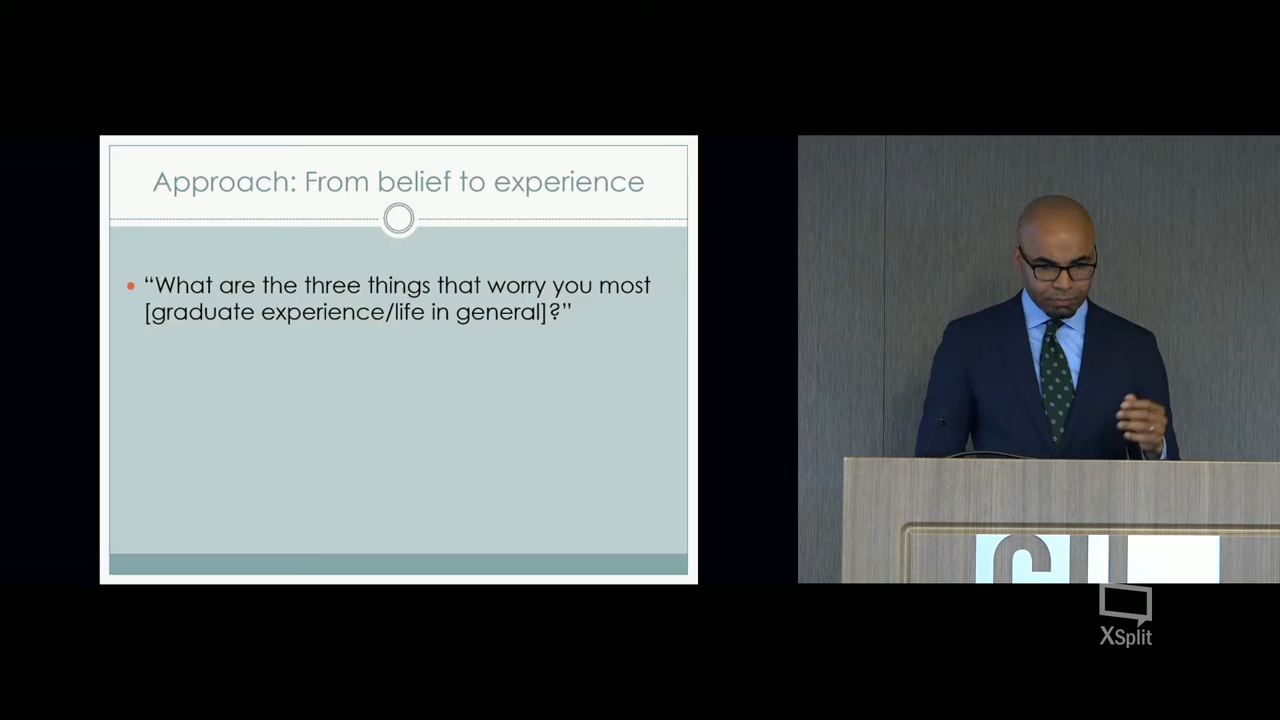 Approach: From belief to experience
“What are the three things that worry you most
[graduate experience/life in general]?”
XSplit